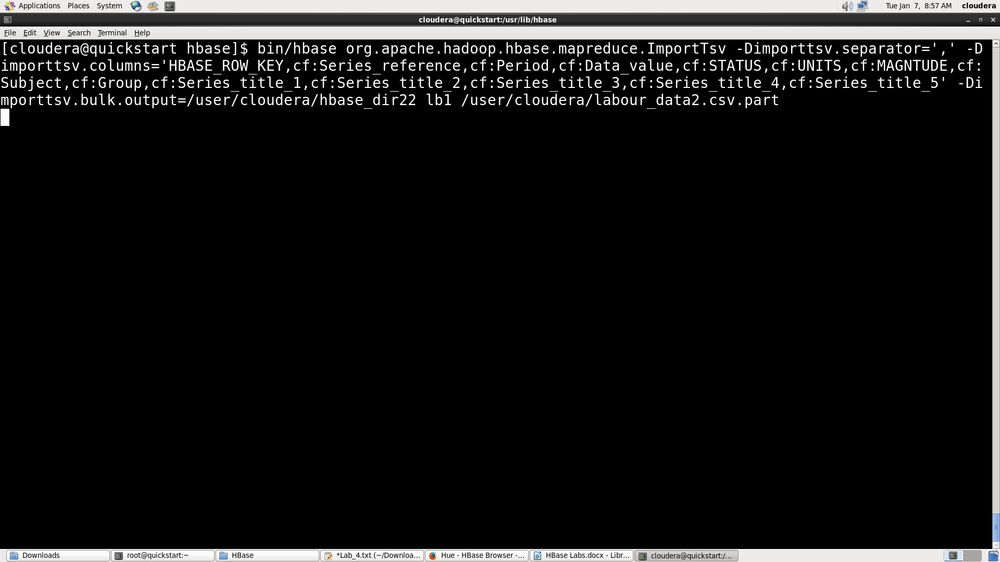 Applications Places System Tue Jan 7, 8:57 AM cloudera
cloudera@quickstart:/usr/lib/hbase
File Edit View Search Terminal Help
[cloudera@quickstart hbase]$ bin/hbase org.apache.hadoop.hbase.mapreduce.ImportTsv -Dimporttsv.separator=',' -D
importtsv.columns='HBASE_ROW_KEY,cf:Series_reference,cf:Period,cf:Data_value,cf:STATUS,cf:UNITS,cf:MAGNTUDE,cf:
Subject,cf:Group,cf:Series_title_1,cf:Series_title_2,cf:Series_title_3,cf:Series_title_4,cf:Series_title_5' -Di
mporttsv.bulk.output=/user/cloudera/hbase_dir22 lb1 /user/cloudera/labour_data2.csv.part
Downloads root@quickstart:~ HBase *Lab_4.txt (~/Downloa... Hue - HBase Browser -... HBase Labs.docx - Libr... cloudera@quickstart:/...